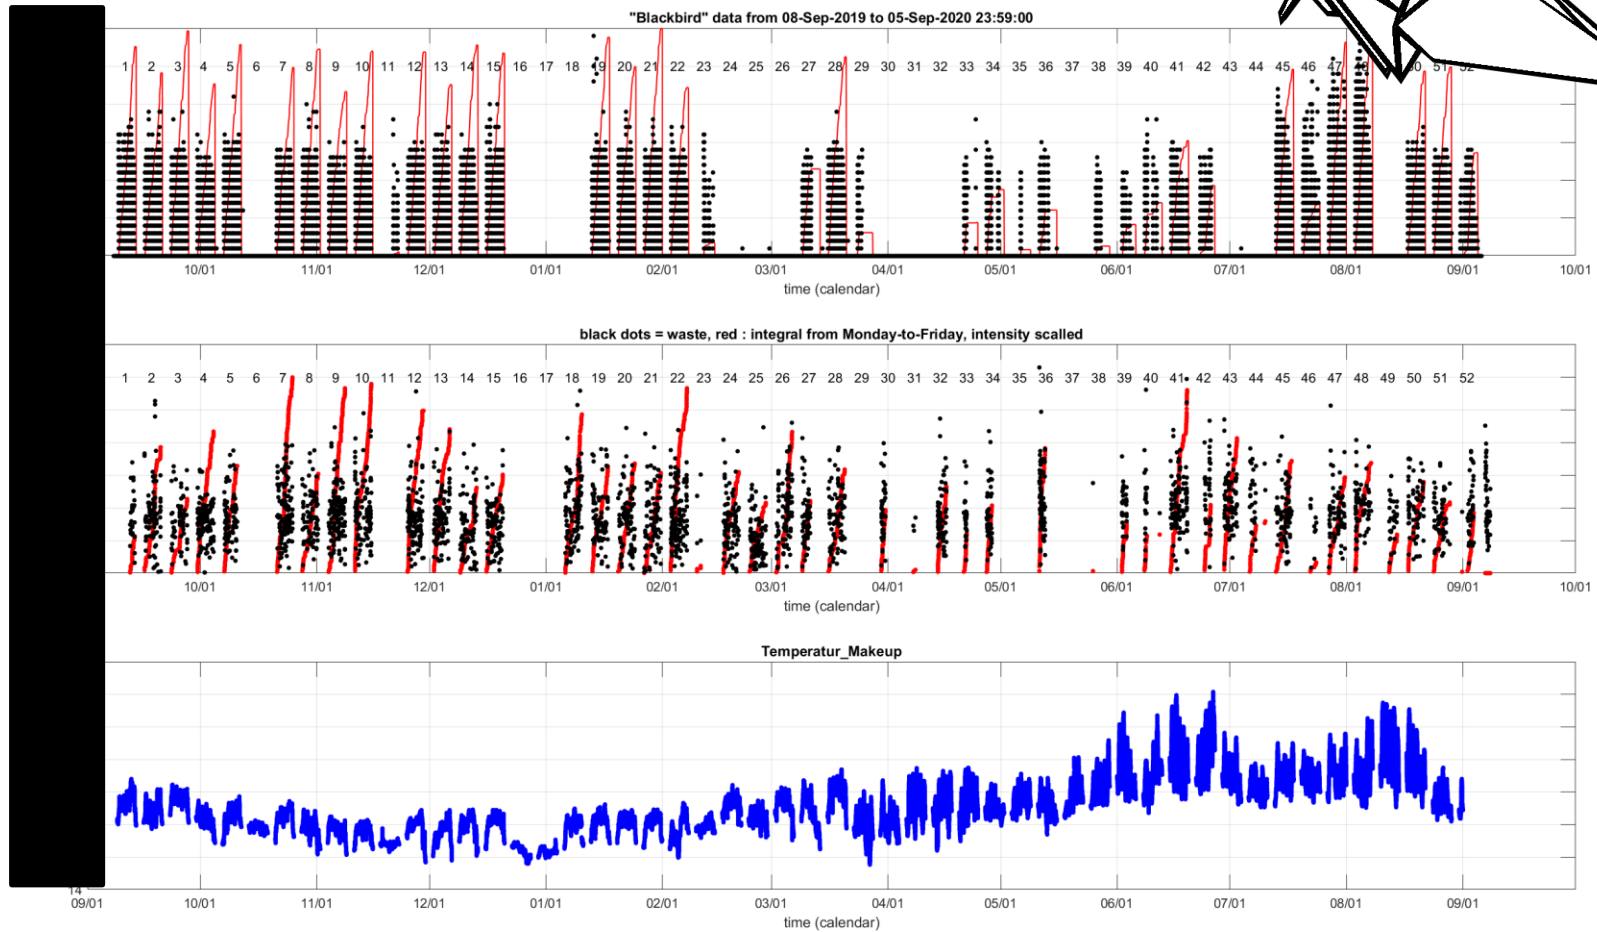 "Blackbird" data from 08-Sep-2019 to 05-Sep-2020 23:59:00
1 2 3 4 5 6 7 8 9 10 11 12 13 14 15 16 17 18 19 20 21 22 23 24 25 26 27 28 29 30 31 32 33 34 35 36 37 38 39 40 41 42 43 44 45 46 47 51 52
10/01 11/01 12/01 01/01 02/01 03/01 04/01 05/01 06/01 07/01 08/01 09/01 10/01
time (calendar)
black dots = waste, red : integral from Monday-to-Friday, intensity scalled
1 2 3 4 5 6 7 8 9 10 11 12 13 14 15 16 17 18 19 20 21 22 23 24 25 26 27 28 29 30 31 32 33 34 35 36 37 38 39 40 41 42 43 44 45 46 47 48 49 50 51 52
10/01 11/01 12/01 01/01 02/01 03/01 04/01 05/01 06/01 07/01 08/01 09/01 10/01
time (calendar)
Temperatur_Makeup
14
09/01 10/01 11/01 12/01 01/01 02/01 03/01 04/01 05/01 06/01 07/01 08/01 09/01
time (calendar)